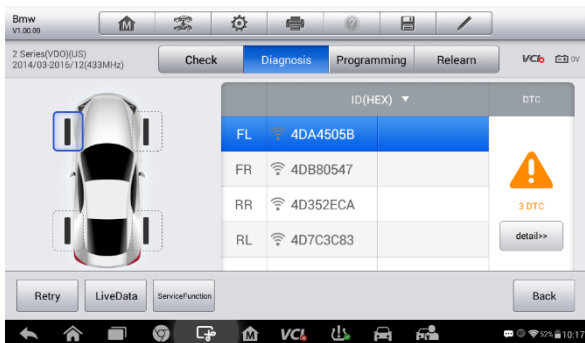 Bmw
V1.00.09
2 Series(VDO)(US)
2014/03-2016/12(433MHz)
Check Diagnosis Programming Relearn
VCI 0V
ID(HEX) ▼ DTC
FL 4DA4505B
FR 4DB80547
RR 4D352ECA
RL 4D7C3C83
3 DTC
detail>>
Retry LiveData ServiceFunction Back
M VCI 52% 10:17